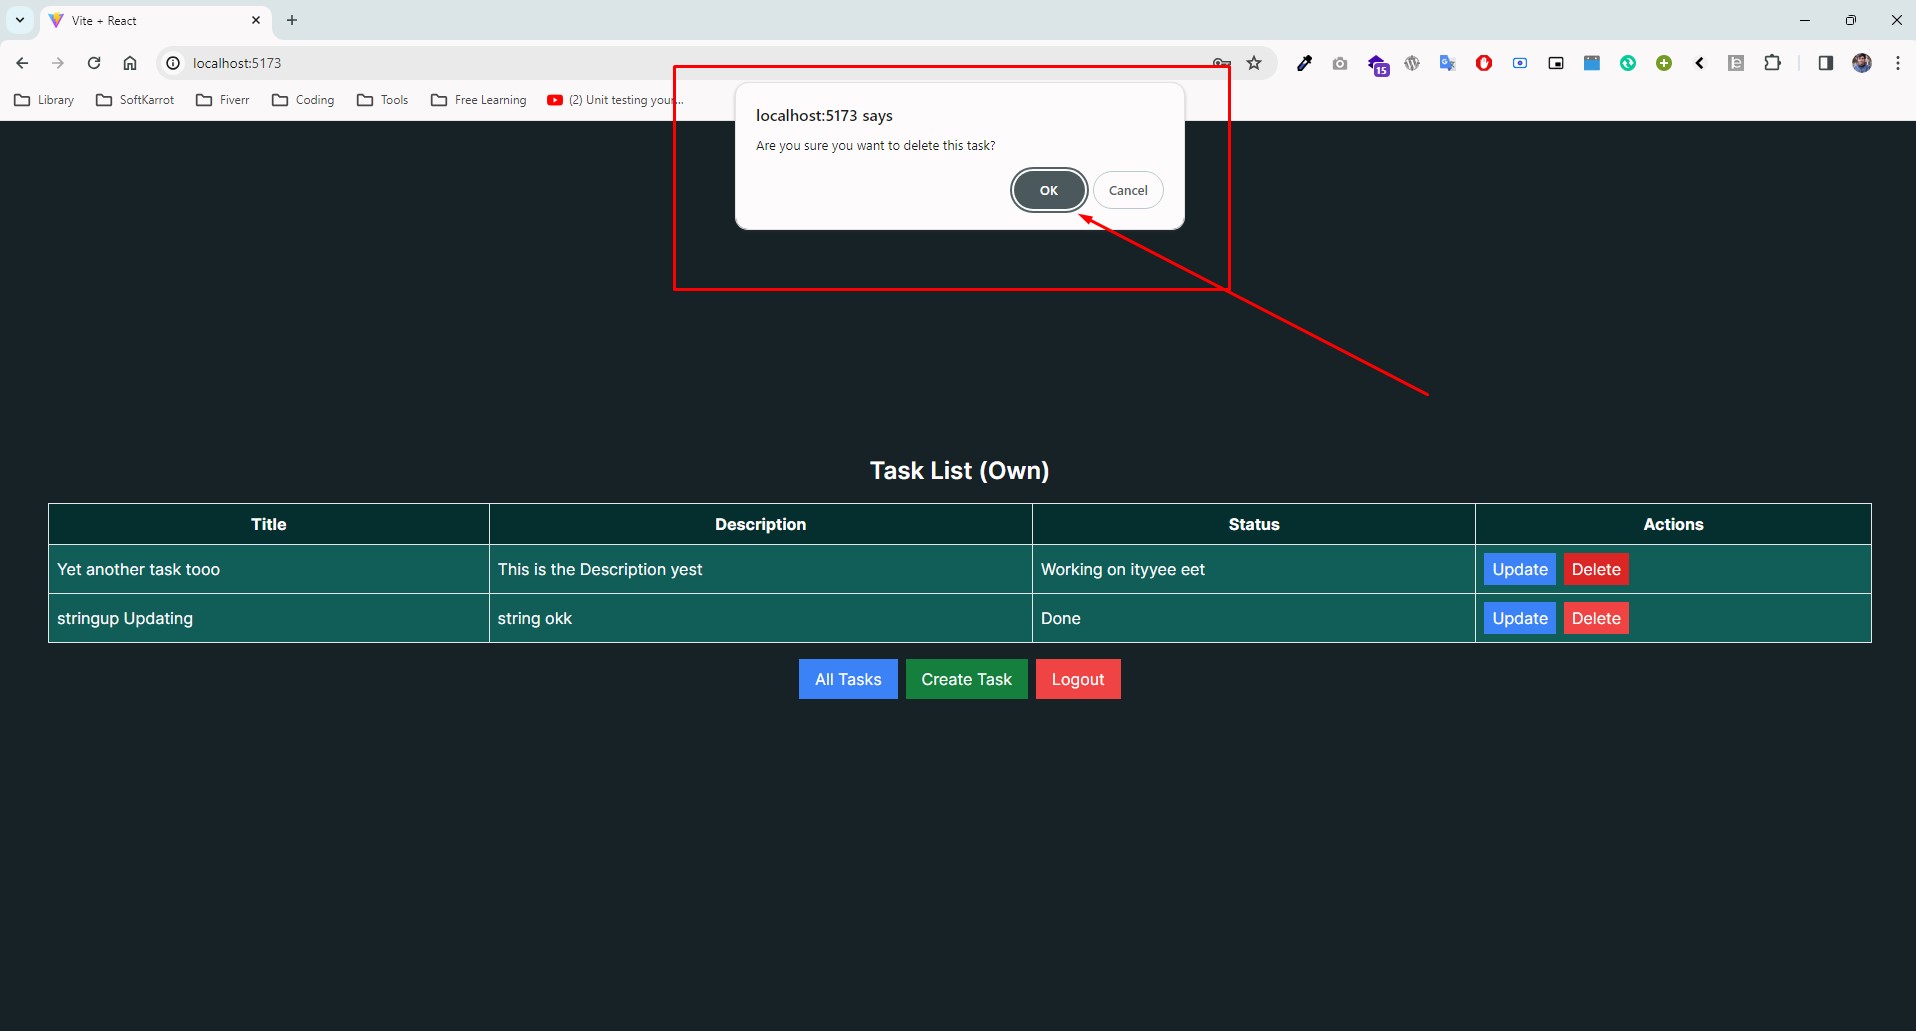 Vite + React
localhost:5173
15
Library SoftKarrot Fiverr Coding Tools Free Learning (2) Unit testing your...
localhost:5173 says
Are you sure you want to delete this task?
OK Cancel
Task List (Own)
Title Description Status Actions
Yet another task tooo This is the Description yest Working on ityyee eet Update Delete
stringup Updating string okk Done Update Delete
All Tasks Create Task Logout